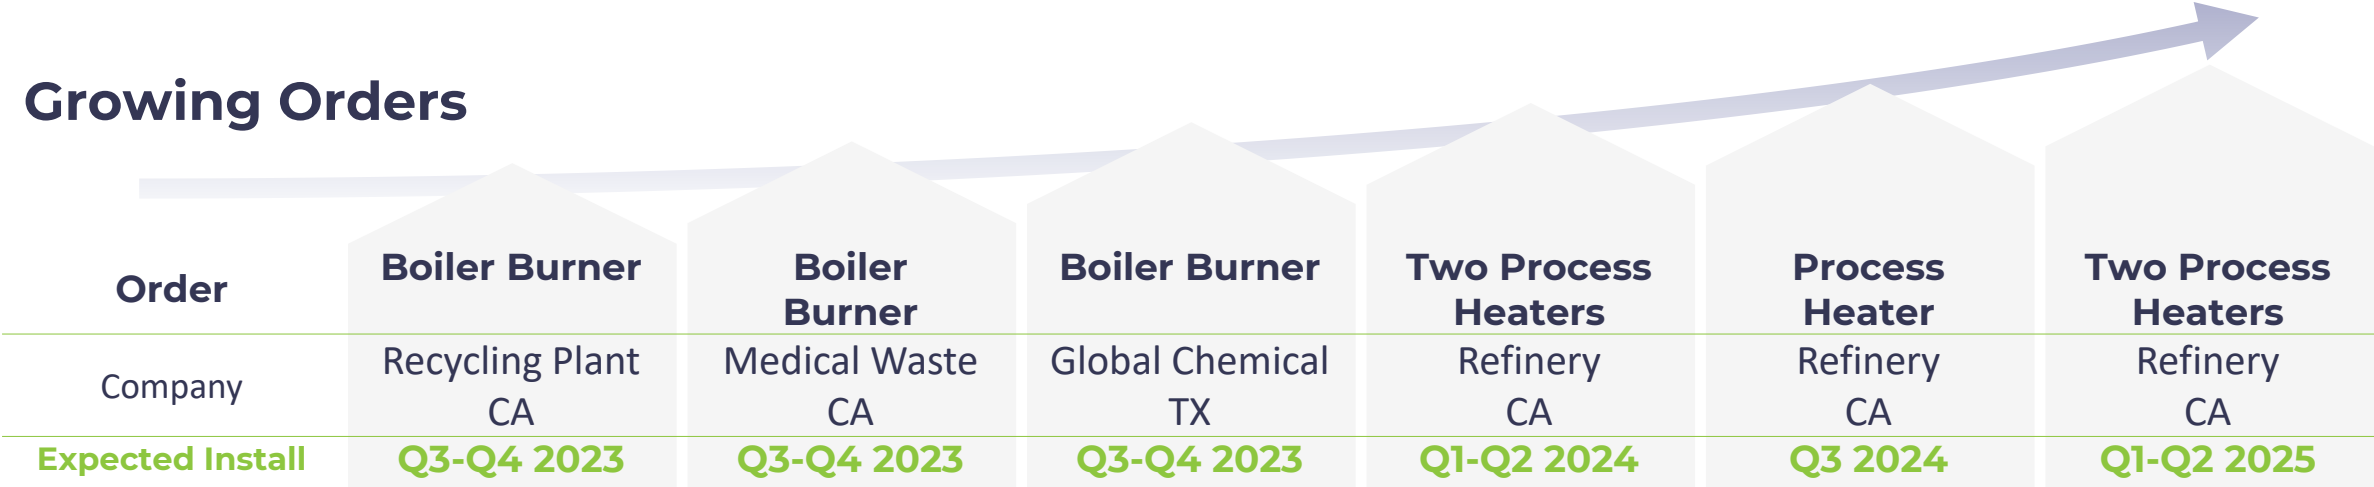 Growing Orders
Order
Boiler Burner
Boiler
Burner
Boiler Burner
Two Process
Heaters
Process
Heater
Two Process
Heaters
Company
Recycling Plant
CA
Medical Waste
CA
Global Chemical
TX
Refinery
CA
Refinery
CA
Refinery
CA
Expected Install
Q3-Q4 2023
Q3-Q4 2023
Q3-Q4 2023
Q1-Q2 2024
Q3 2024
Q1-Q2 2025